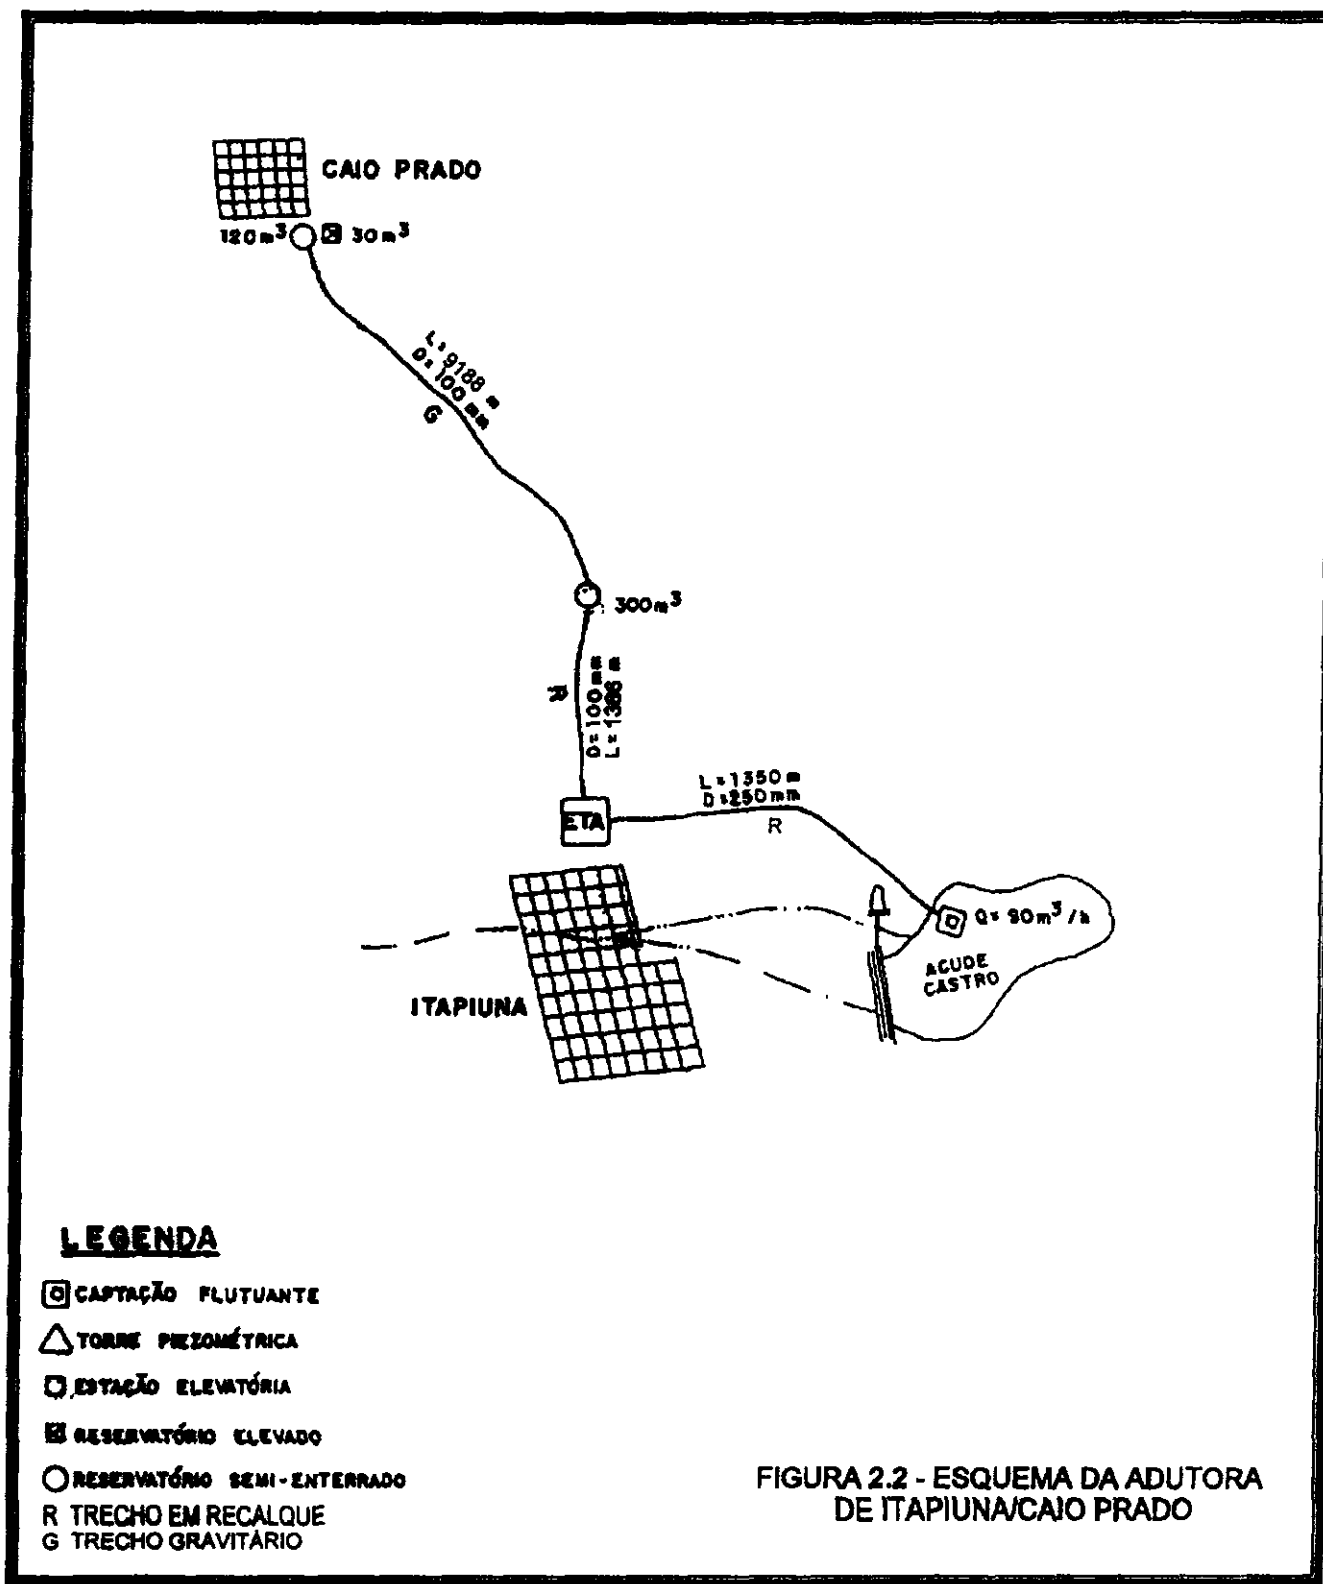 CAIO PRADO
120m³
30m³
L=9188 m
D=100 mm
G
300m³
R
D=100 mm
L=1386 m
L=1350 m
D=250 mm
R
ETA
Q= 90m³/h
ACUDE
CASTRO
ITAPIUNA
LEGENDA
CAPTAÇÃO FLUTUANTE
TORRE PIEZOMÉTRICA
ESTAÇÃO ELEVATÓRIA
RESERVATÓRIO ELEVADO
RESERVATÓRIO SEMI-ENTERRADO
R TRECHO EM RECALQUE
G TRECHO GRAVITÁRIO
FIGURA 2.2 - ESQUEMA DA ADUTORA
DE ITAPIUNA/CAIO PRADO